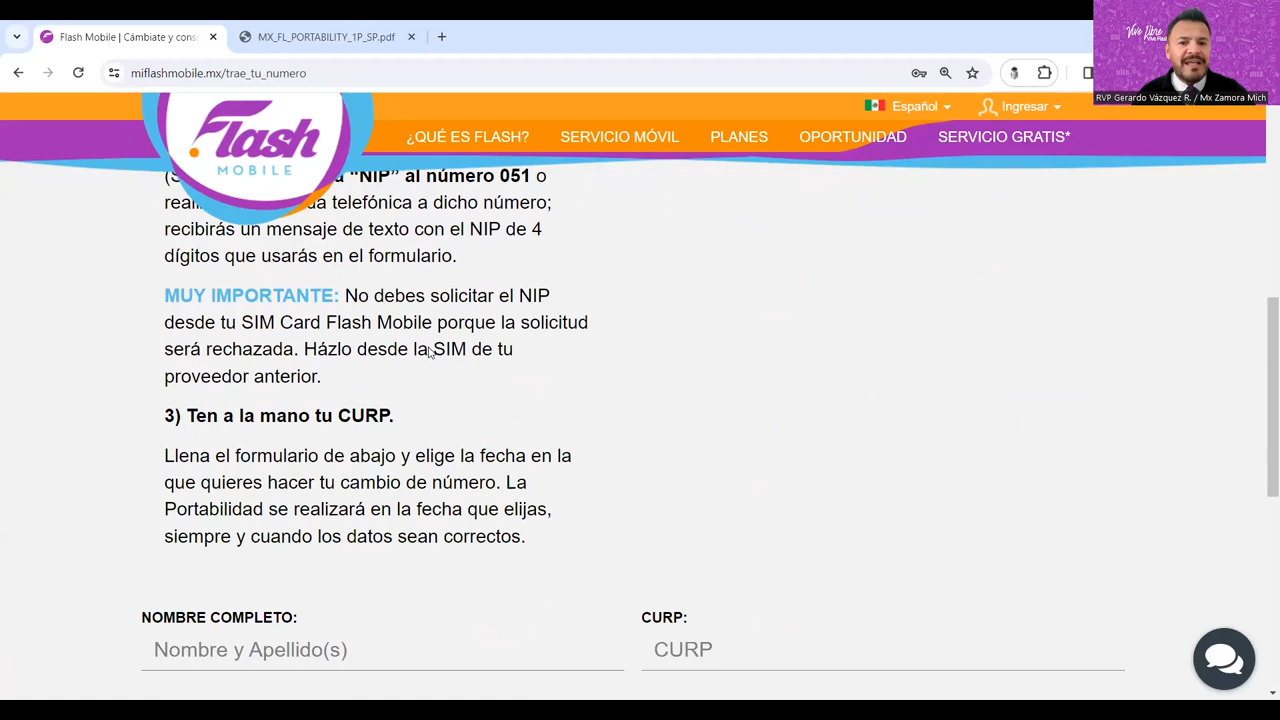 Flash Mobile | Cámbiate y cons
MX_FL_PORTABILITY_1P_SP.pdf
miflashmobile.mx/trae_tu_numero
Vive Libre
Vive Flash
RVP Gerardo Vázquez R. / Mx Zamora Mich
Español
Ingresar
Flash
MOBILE
¿QUÉ ES FLASH?
SERVICIO MÓVIL
PLANES
OPORTUNIDAD
SERVICIO GRATIS*
“NIP” al número 051 o
telefónica a dicho número;
recibirás un mensaje de texto con el NIP de 4
dígitos que usarás en el formulario.
MUY IMPORTANTE: No debes solicitar el NIP
desde tu SIM Card Flash Mobile porque la solicitud
será rechazada. Házlo desde la SIM de tu
proveedor anterior.
3) Ten a la mano tu CURP.
Llena el formulario de abajo y elige la fecha en la
que quieres hacer tu cambio de número. La
Portabilidad se realizará en la fecha que elijas,
siempre y cuando los datos sean correctos.
NOMBRE COMPLETO:
Nombre y Apellido(s)
CURP:
CURP